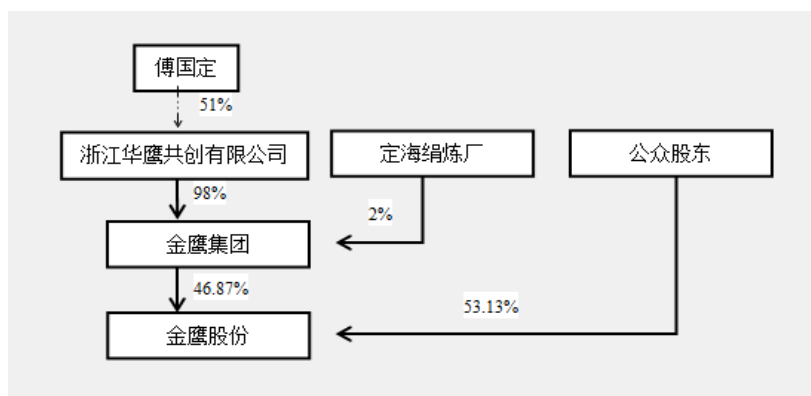 傅国定
51%
浙江华鹰共创有限公司
定海绢炼厂
公众股东
98%
2%
金鹰集团
46.87%
53.13%
金鹰股份